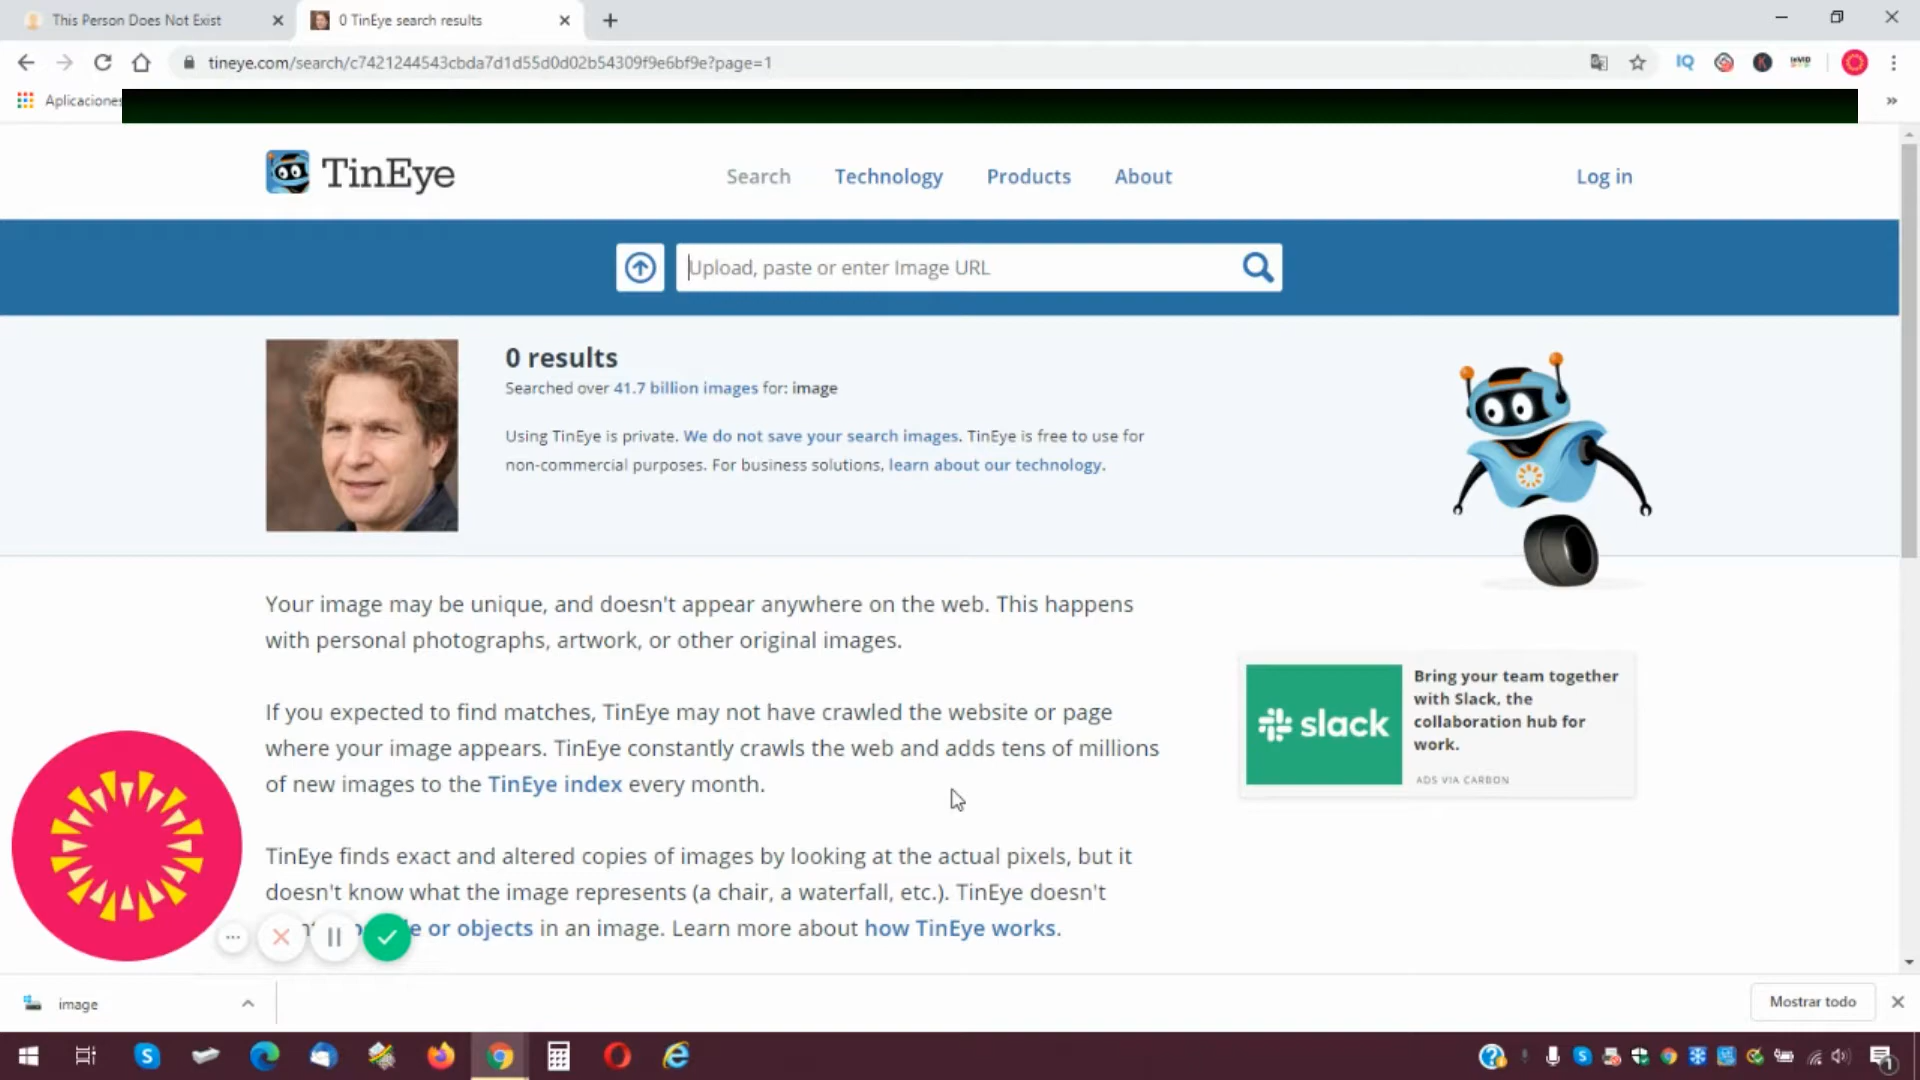 This Person Does Not Exist
0 TinEye search results
tineye.com/search/c7421244543cbda7d1d55d0d02b54309f9e6bf9e?page=1
IQ
K
InVID
Aplicaciones
TinEye
Search
Technology
Products
About
Log in
Upload, paste or enter Image URL
0 results
Searched over 41.7 billion images for: image
Using TinEye is private. We do not save your search images. TinEye is free to use for
non-commercial purposes. For business solutions, learn about our technology.
Your image may be unique, and doesn't appear anywhere on the web. This happens
with personal photographs, artwork, or other original images.
If you expected to find matches, TinEye may not have crawled the website or page
where your image appears. TinEye constantly crawls the web and adds tens of millions
of new images to the TinEye index every month.
slack
Bring your team together
with Slack, the
collaboration hub for
work.
ADS VIA CARBON
TinEye finds exact and altered copies of images by looking at the actual pixels, but it
doesn't know what the image represents (a chair, a waterfall, etc.). TinEye doesn't
or objects in an image. Learn more about how TinEye works.
image
Mostrar todo
1